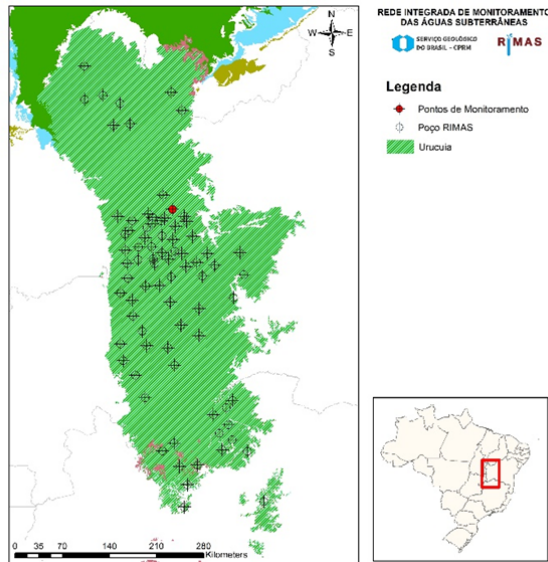 REDE INTEGRADA DE MONITORAMENTO
DAS ÁGUAS SUBTERRÂNEAS
SERVIÇO GEOLÓGICO
DO BRASIL - CPRM
RIMAS
N
W E
S
Legenda
Pontos de Monitoramento
Poço RIMAS
Urucuia
0 35 70 140 210 280
Kilometers